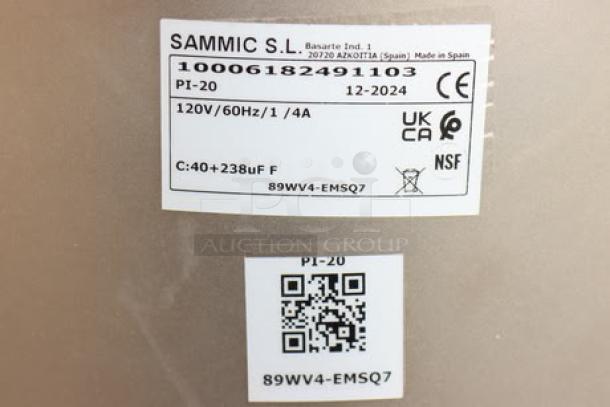 SAMMIC S.L. Basarte Ind. 1
20720 AZKOITIA (Spain) Made in Spain
10006182491103
PI-20 12-2024 CE
120V/60Hz/1 /4A
UK
CA
C:40+238uF F
NSF
89WV4-EMSQ7
PCI
AUCTION GROUP
PI-20
89WV4-EMSQ7